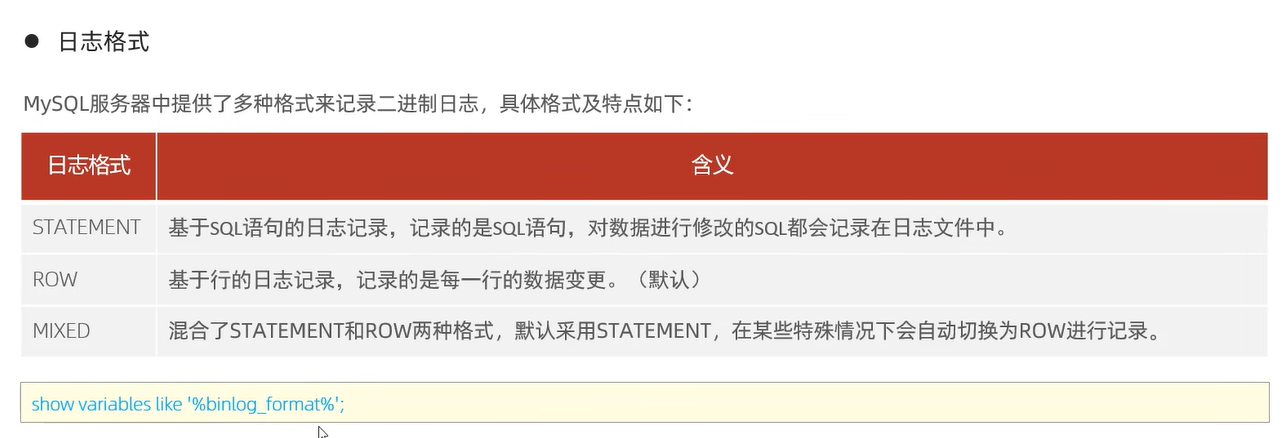 ● 日志格式
MySQL服务器中提供了多种格式来记录二进制日志，具体格式及特点如下：
日志格式 含义
STATEMENT 基于SQL语句的日志记录，记录的是SQL语句，对数据进行修改的SQL都会记录在日志文件中。
ROW 基于行的日志记录，记录的是每一行的数据变更。（默认）
MIXED 混合了STATEMENT和ROW两种格式，默认采用STATEMENT，在某些特殊情况下会自动切换为ROW进行记录。
show variables like '%binlog_format%';